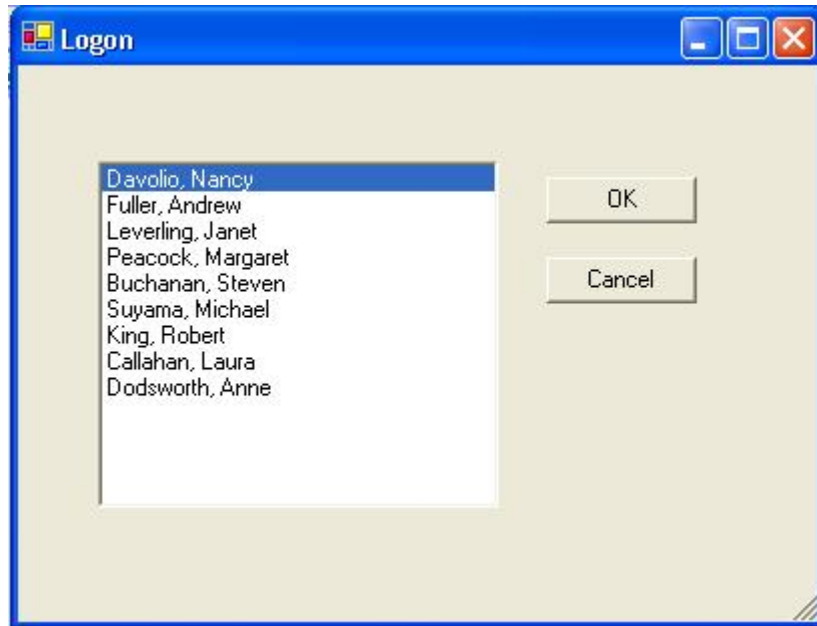 Logon
Davolio, Nancy
Fuller, Andrew
Leverling, Janet
Peacock, Margaret
Buchanan, Steven
Suyama, Michael
King, Robert
Callahan, Laura
Dodsworth, Anne
OK
Cancel